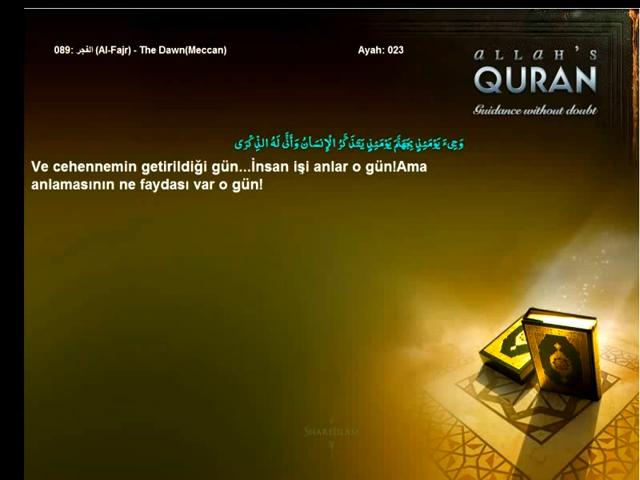 089: الفجر (Al-Fajr) - The Dawn(Meccan) Ayah: 023
ALLAH'S
QURAN
Guidance without doubt
وَجِيءَ يَوْمَئِذٍ بِجَهَنَّمَ يَوْمَئِذٍ يَتَذَكَّرُ الْإِنسَانُ وَأَنَّى لَهُ الذِّكْرَى
Ve cehennemin getirildiği gün...İnsan işi anlar o gün!Ama
anlamasının ne faydası var o gün!
SHAREISLAM